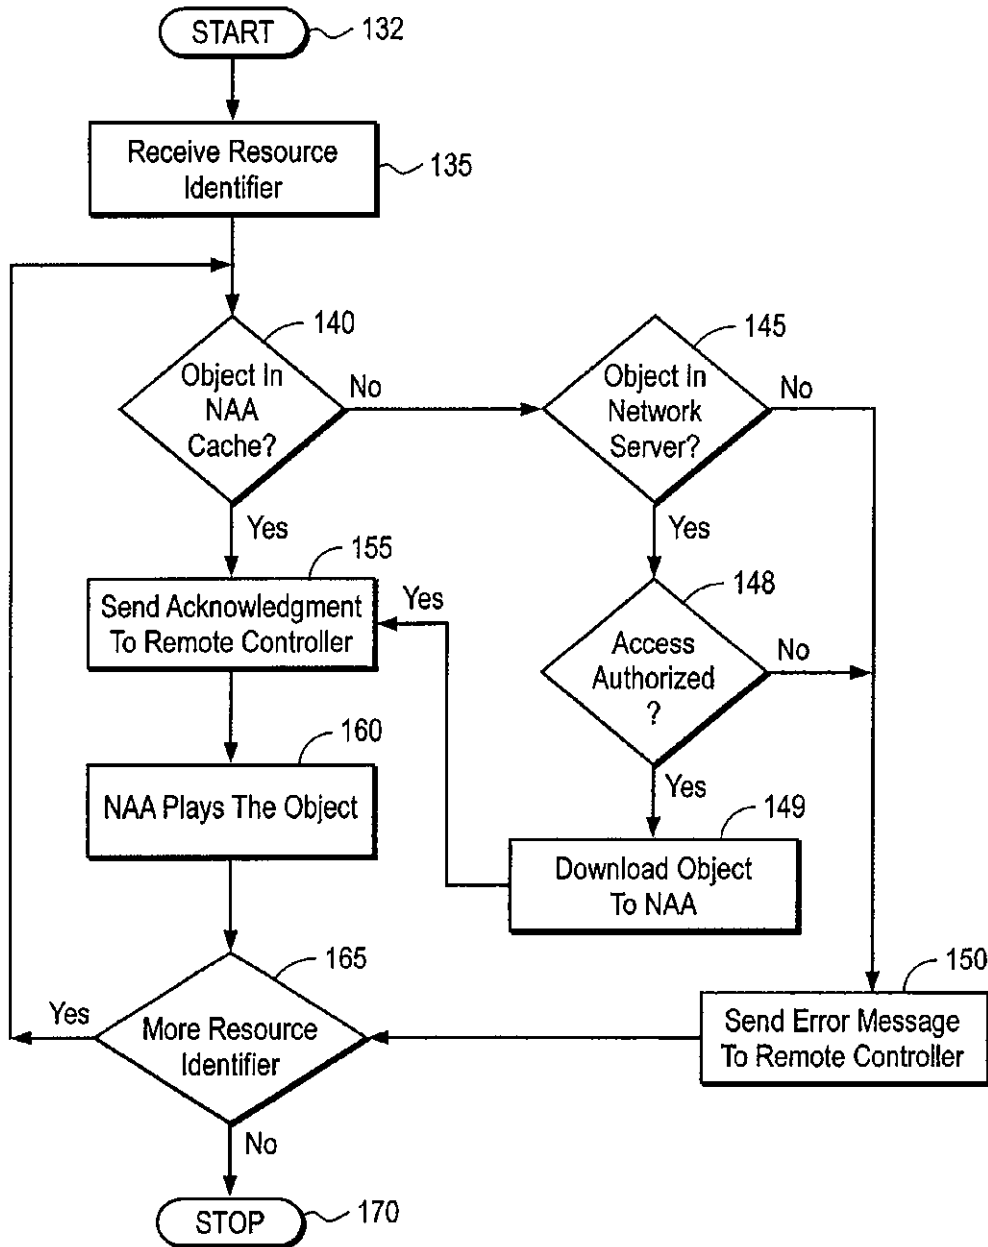 START
132
Receive Resource
Identifier
135
140
Object In
NAA
Cache?
No
Yes
145
Object In
Network
Server?
No
Yes
155
Send Acknowledgment
To Remote Controller
Yes
148
Access
Authorized
?
No
Yes
160
NAA Plays The Object
149
Download Object
To NAA
165
More Resource
Identifier
Yes
No
150
Send Error Message
To Remote Controller
STOP
170